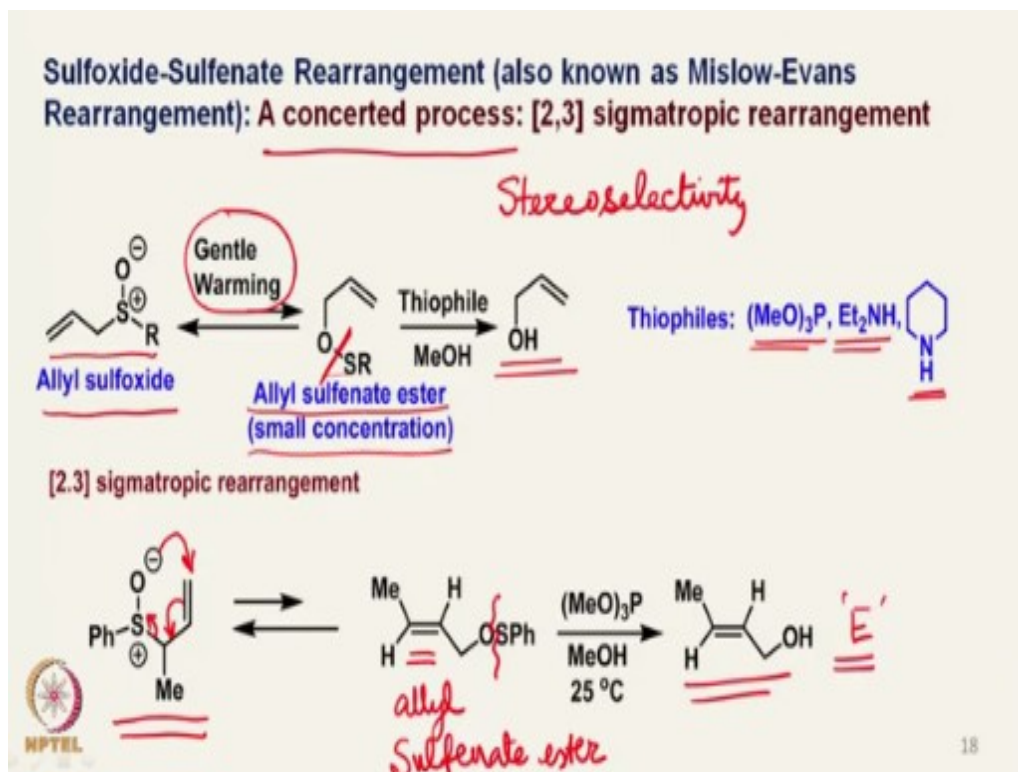 Sulfoxide-Sulfenate Rearrangement (also known as Mislow-Evans
Rearrangement): A concerted process: [2,3] sigmatropic rearrangement
Stereoselectivity
O ⊖
S ⊕
R
Allyl sulfoxide
Gentle
Warming
O
SR
Allyl sulfenate ester
(small concentration)
Thiophile
MeOH
OH
Thiophiles: (MeO)₃P, Et₂NH,
N
H
[2.3] sigmatropic rearrangement
O ⊖
Ph-S
⊕
Me
Me H
H OSPh
allyl
Sulfenate ester
(MeO)₃P
MeOH
25 ºC
Me H
H OH
'E'
NPTEL
18